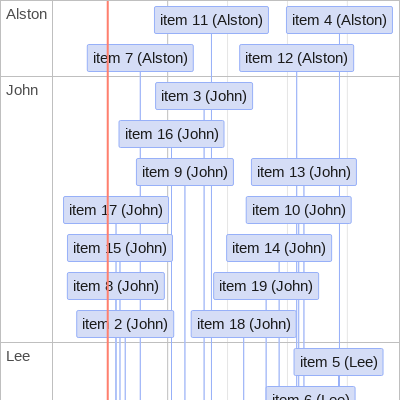 Alston
item 11 (Alston)
item 4 (Alston)
item 7 (Alston)
item 12 (Alston)
John
item 3 (John)
item 16 (John)
item 9 (John)
item 13 (John)
item 17 (John)
item 10 (John)
item 15 (John)
item 14 (John)
item 8 (John)
item 19 (John)
item 2 (John)
item 18 (John)
Lee
item 5 (Lee)
item 6 (Lee)